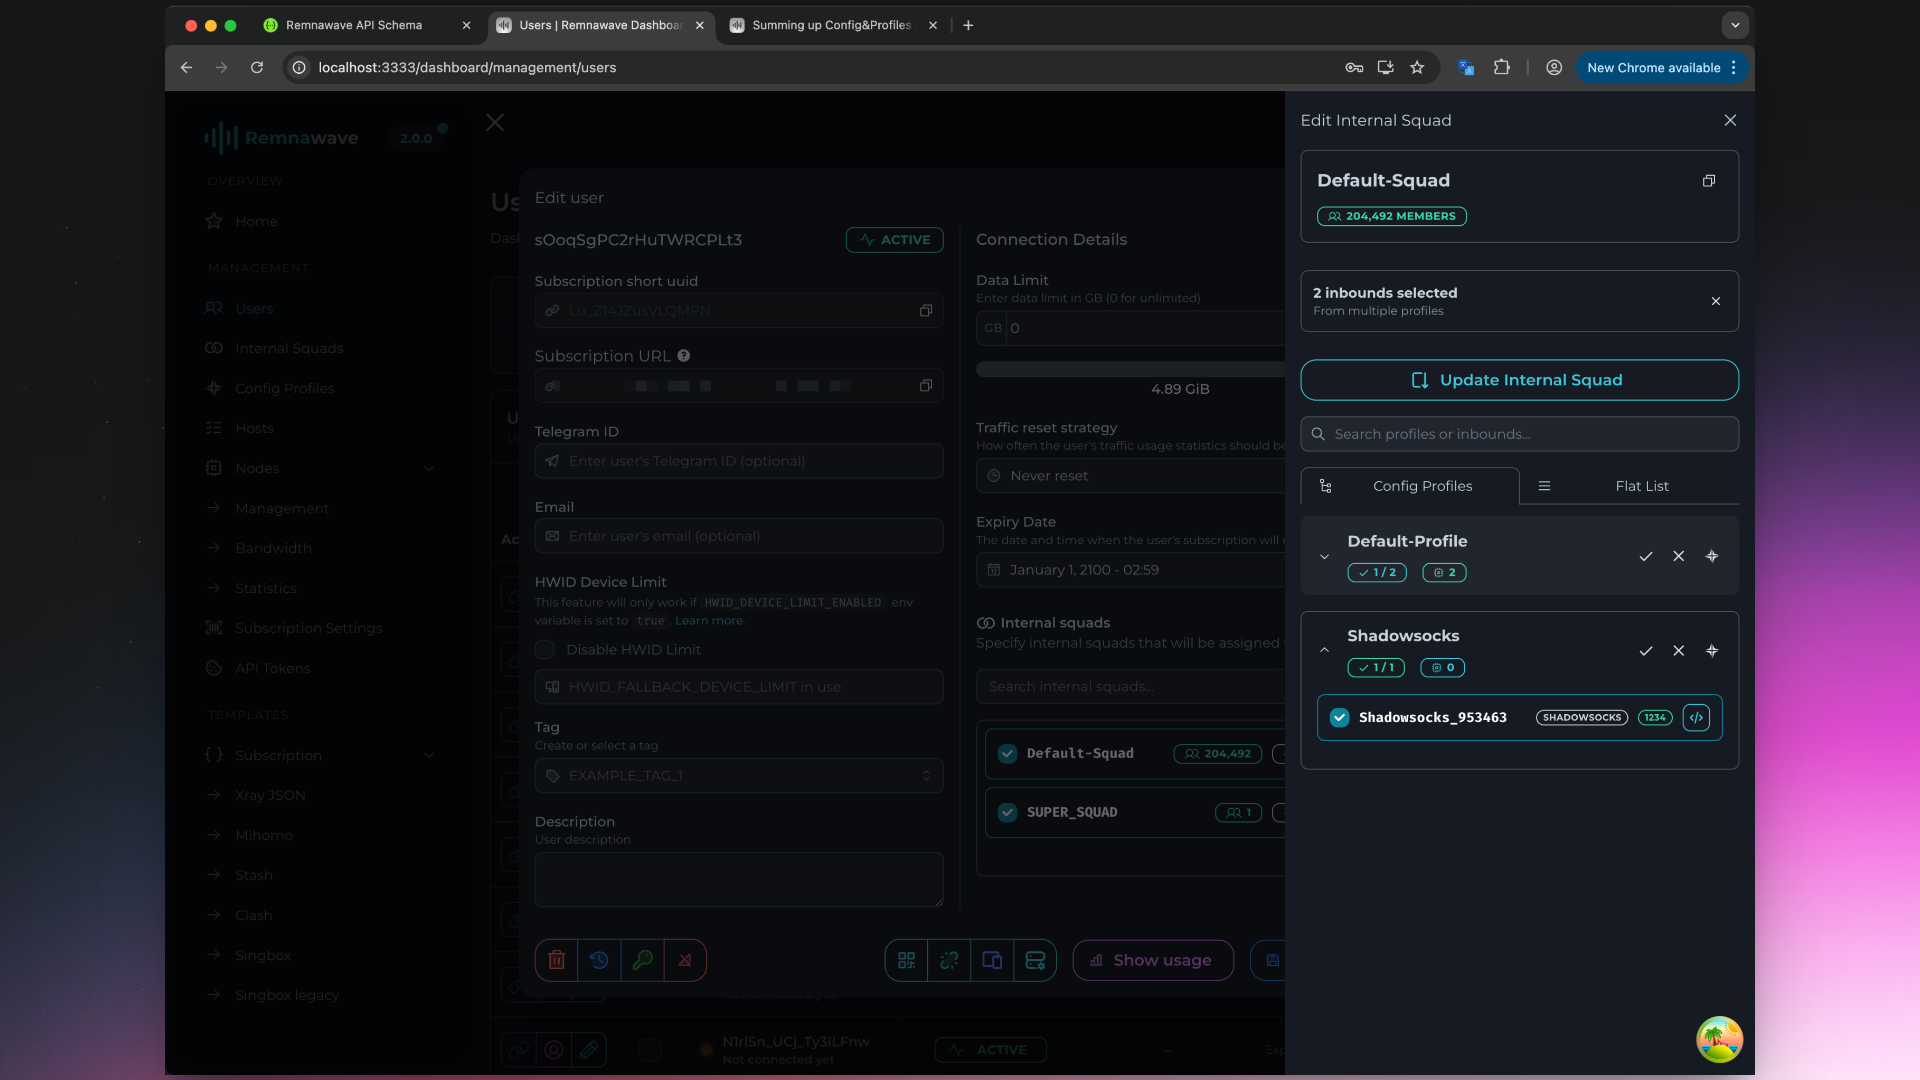 Remnawave API Schema
Users | Remnawave Dashboar
Summing up Config&Profiles
localhost:3333/dashboard/management/users
New Chrome available
Remnawave
2.0.0
OVERVIEW
Home
MANAGEMENT
Users
Internal Squads
Config Profiles
Hosts
Nodes
Management
Bandwidth
Statistics
Subscription Settings
API Tokens
TEMPLATES
Subscription
Xray JSON
Mihomo
Stash
Clash
Singbox
Singbox legacy
Edit user
sOoqSgPC2rHuTWRCPLt3
ACTIVE
Subscription short uuid
Lu_Z14JZusVLQMPN
Subscription URL
Telegram ID
Enter user's Telegram ID (optional)
Email
Enter user's email (optional)
HWID Device Limit
This feature will only work if HWID_DEVICE_LIMIT_ENABLED .env
variable is set to true. Learn more.
Disable HWID Limit
HWID_FALLBACK_DEVICE_LIMIT in use
Tag
Create or select a tag
EXAMPLE_TAG_1
Description
User description
Connection Details
Data Limit
Enter data limit in GB (0 for unlimited)
GB 0
4.89 GiB
Traffic reset strategy
How often the user's traffic usage statistics should be
Never reset
Expiry Date
The date and time when the user's subscription will
January 1, 2100 - 02:59
Internal squads
Specify internal squads that will be assigned
Search internal squads...
Default-Squad
204,492
SUPER_SQUAD
1
Show usage
N1rlSn_UCj_Ty3ILFnw
Not connected yet
ACTIVE
Edit Internal Squad
Default-Squad
204,492 MEMBERS
2 inbounds selected
From multiple profiles
Update Internal Squad
Search profiles or inbounds...
Config Profiles
Flat List
Default-Profile
1 / 2
2
Shadowsocks
1 / 1
0
Shadowsocks_953463
SHADOWSOCKS
1234